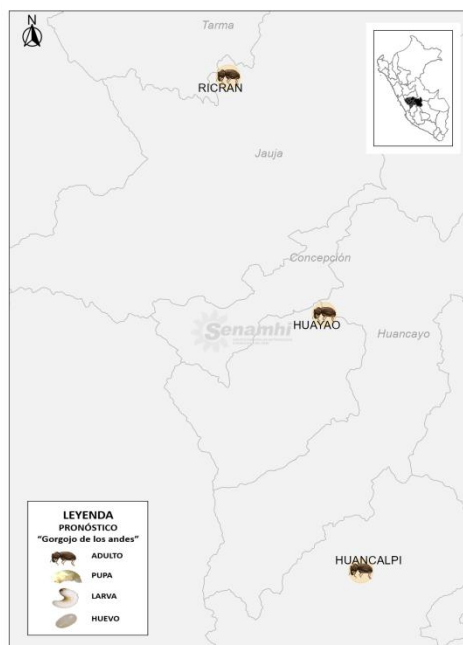 N
Tarma
RICRAN
Jauja
Concepción
HUAYAO
Senamhi
Huancayo
HUANCALPI
LEYENDA
PRONÓSTICO
“Gorgojo de los andes”
ADULTO
PUPA
LARVA
HUEVO